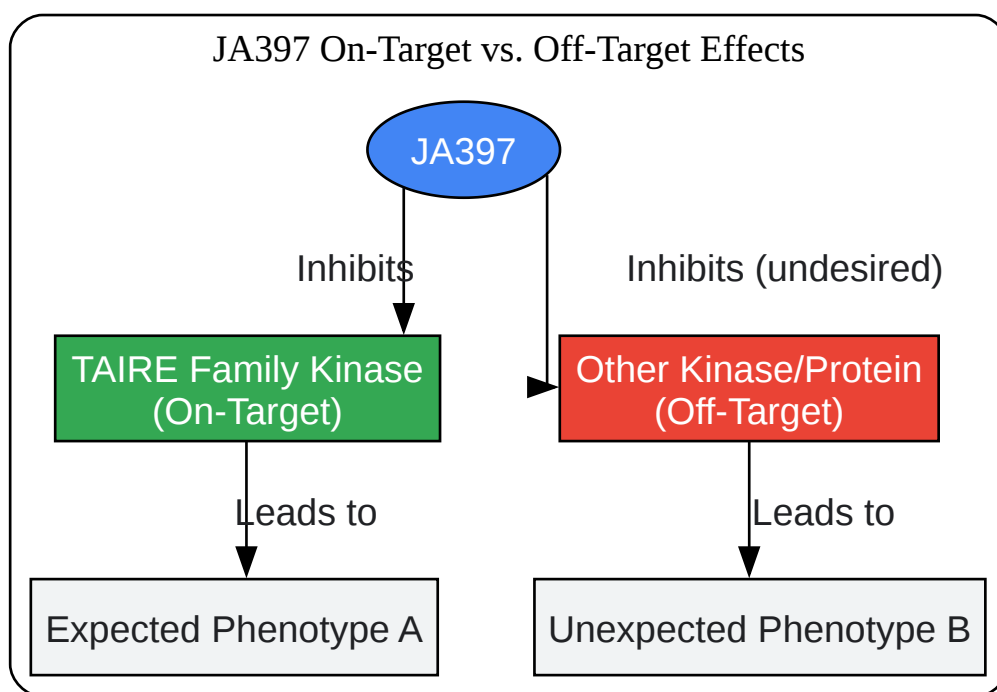 JA397 On-Target vs. Off-Target Effects
JA397
Inhibits
Inhibits (undesired)
TAIRE Family Kinase
(On-Target)
Other Kinase/Protein
(Off-Target)
Leads to
Leads to
Expected Phenotype A
Unexpected Phenotype B